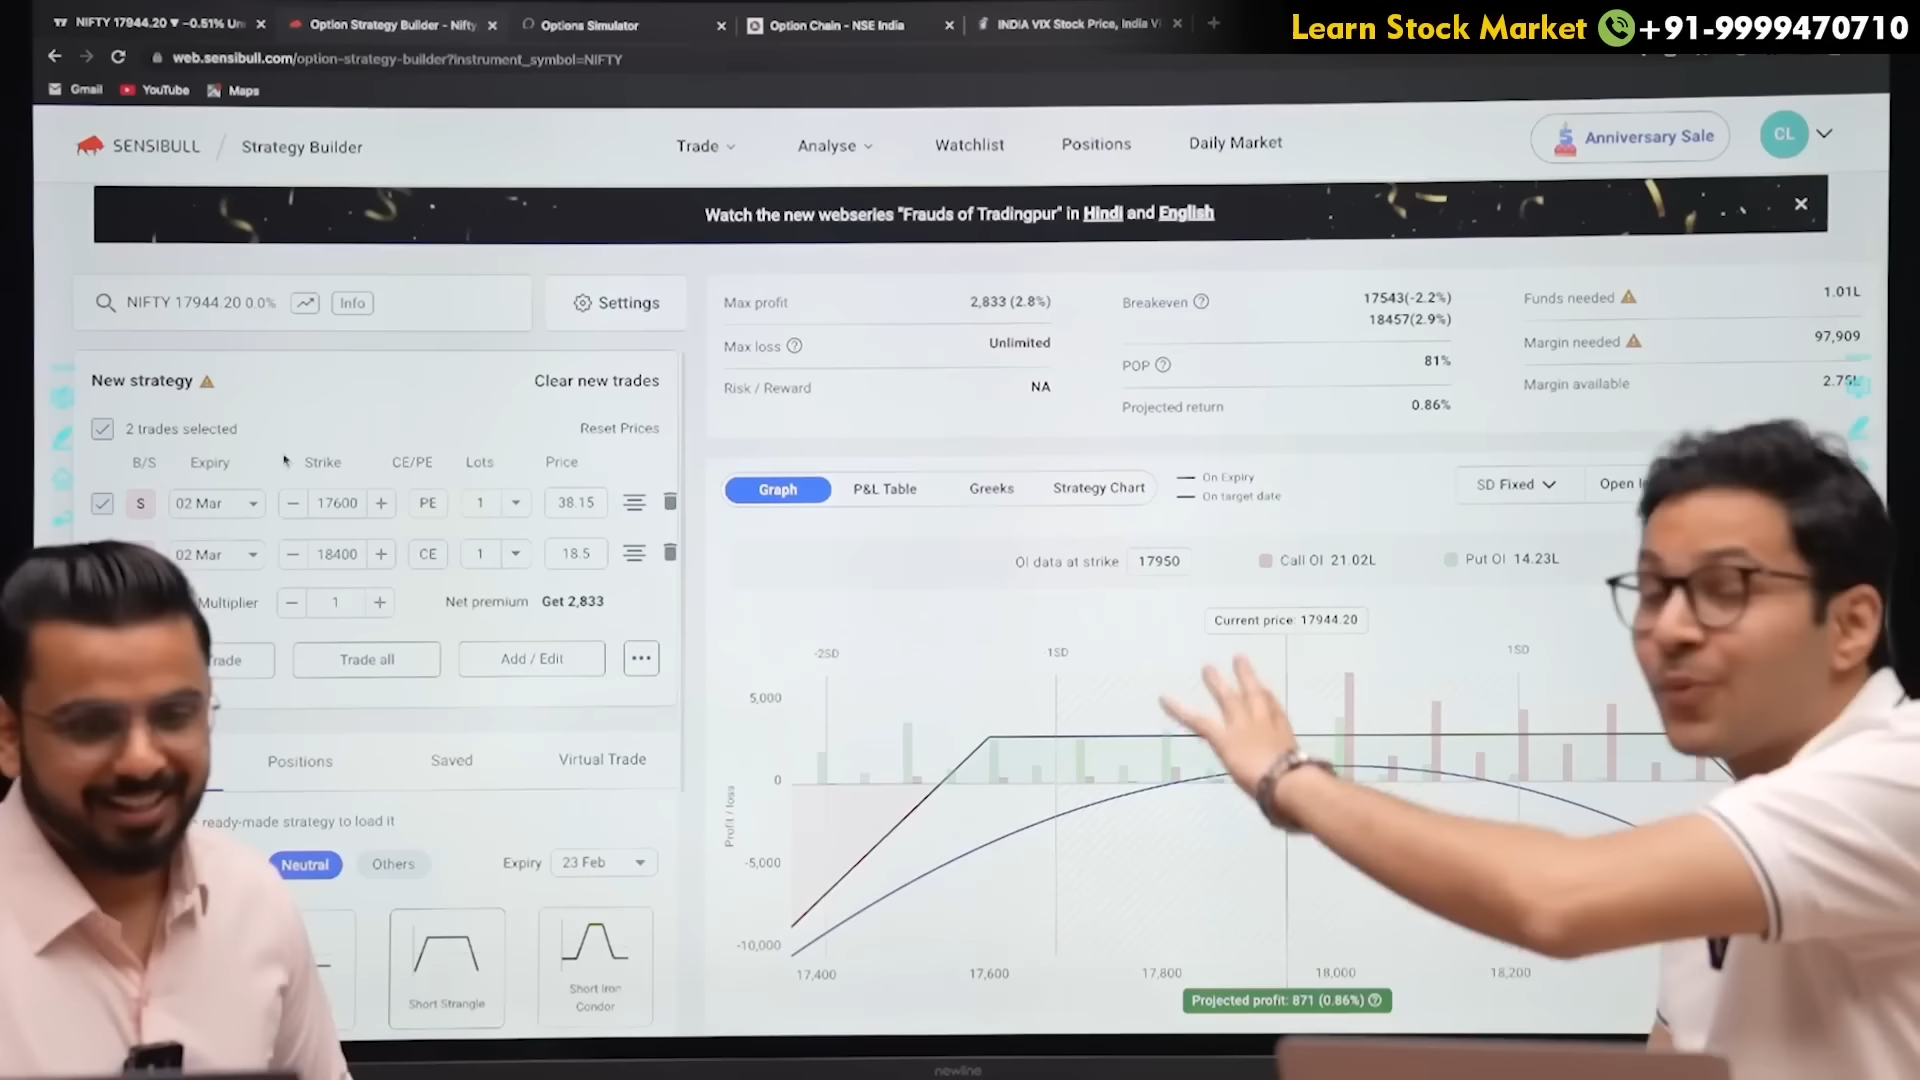 Learn Stock Market +91-9999470710
NIFTY 17944.20 ▼ -0.51% Un
Option Strategy Builder - Nifty
Options Simulator
Option Chain - NSE India
INDIA VIX Stock Price, India V
web.sensibull.com/option-strategy-builder?instrument_symbol=NIFTY
Gmail YouTube Maps
SENSIBULL / Strategy Builder
Trade Analyse Watchlist Positions Daily Market
Anniversary Sale CL
Watch the new webseries "Frauds of Tradingpur" in Hindi and English
NIFTY 17944.20 0.0% Info
Settings
Max profit 2,833 (2.8%)
Max loss Unlimited
Risk / Reward NA
Breakeven 17543(-2.2%)
18457(2.9%)
POP 81%
Projected return 0.86%
Funds needed 1.01L
Margin needed 97,909
Margin available
New strategy
Clear new trades
2 trades selected
Reset Prices
B/S Expiry Strike CE/PE Lots Price
S 02 Mar − 17600 + PE 1 38.15
02 Mar − 18400 + CE 1 18.5
Multiplier − 1 + Net premium Get 2,833
Trade all Add / Edit ...
Positions Saved Virtual Trade
ready-made strategy to load it
Neutral Others Expiry 23 Feb
Short Strangle
Short Iron
Condor
Graph P&L Table Greeks Strategy Chart
On Expiry
On target date
SD Fixed
Open
OI data at strike 17950 Call OI 21.02L Put OI 14.23L
Current price: 17944.20
-2SD 1SD 1SD
5,000
0
-5,000
-10,000
Profit / loss
17,400 17,600 17,800 18,000 18,200
Projected profit: 871 (0.86%)
newline